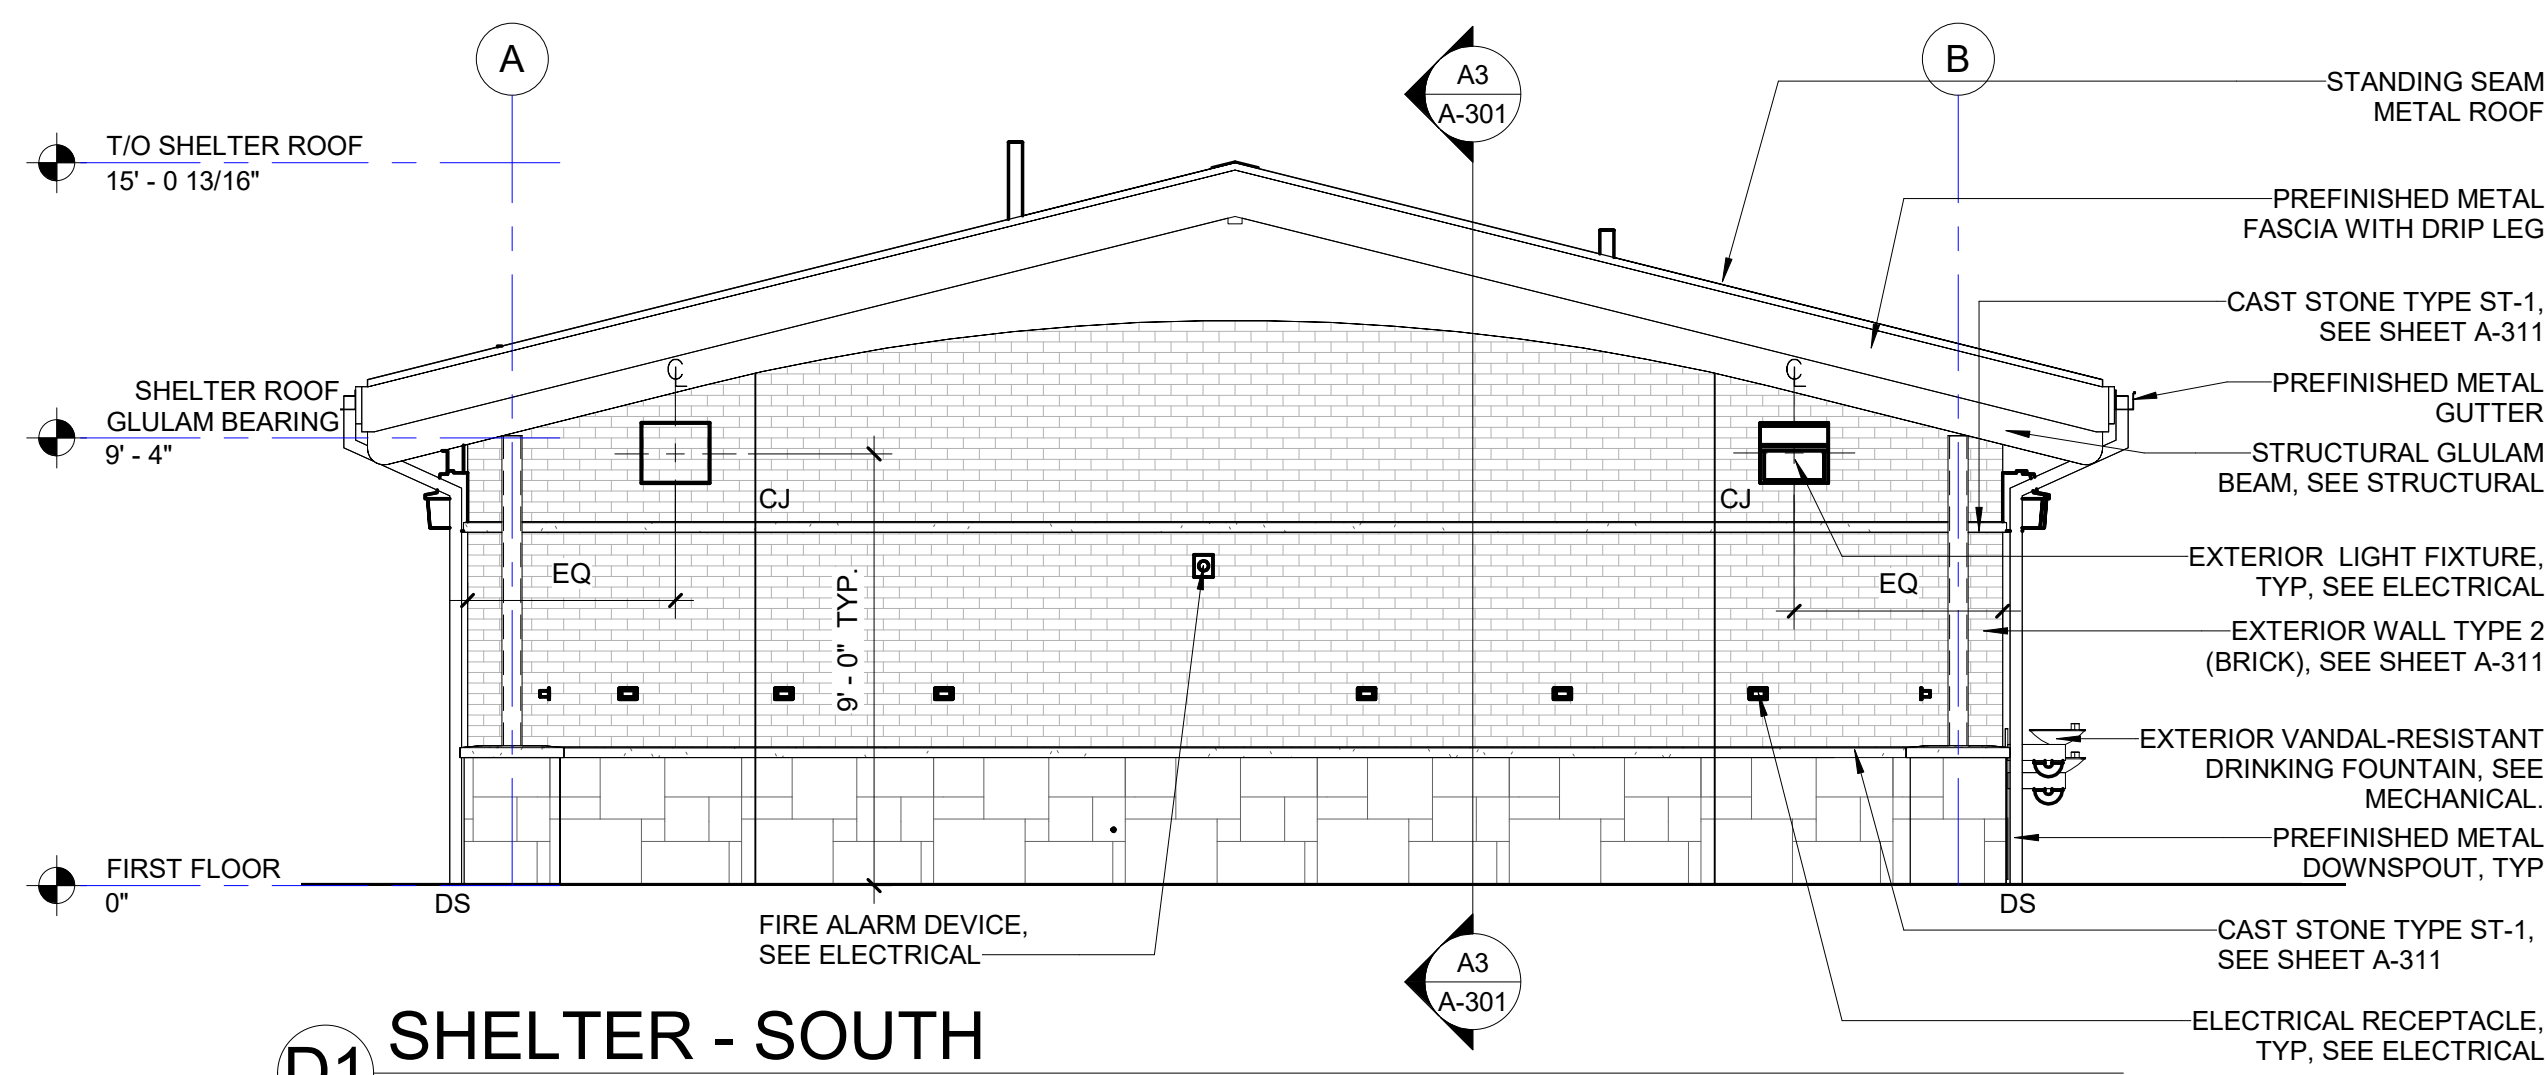 A
B
A3
A-301
T/O SHELTER ROOF
15' - 0 13/16"
SHELTER ROOF
GLULAM BEARING
9' - 4"
FIRST FLOOR
0"
STANDING SEAM
METAL ROOF
PREFINISHED METAL
FASCIA WITH DRIP LEG
CAST STONE TYPE ST-1,
SEE SHEET A-311
PREFINISHED METAL
GUTTER
STRUCTURAL GLULAM
BEAM, SEE STRUCTURAL
EXTERIOR  LIGHT FIXTURE,
TYP, SEE ELECTRICAL
EXTERIOR WALL TYPE 2
(BRICK), SEE SHEET A-311
EXTERIOR VANDAL-RESISTANT
DRINKING FOUNTAIN, SEE
MECHANICAL.
PREFINISHED METAL
DOWNSPOUT, TYP
CAST STONE TYPE ST-1,
SEE SHEET A-311
ELECTRICAL RECEPTACLE,
TYP, SEE ELECTRICAL
CL
CL
CJ
CJ
EQ
EQ
9' - 0"  TYP.
DS
DS
FIRE ALARM DEVICE,
SEE ELECTRICAL
A3
A-301
D1
SHELTER - SOUTH